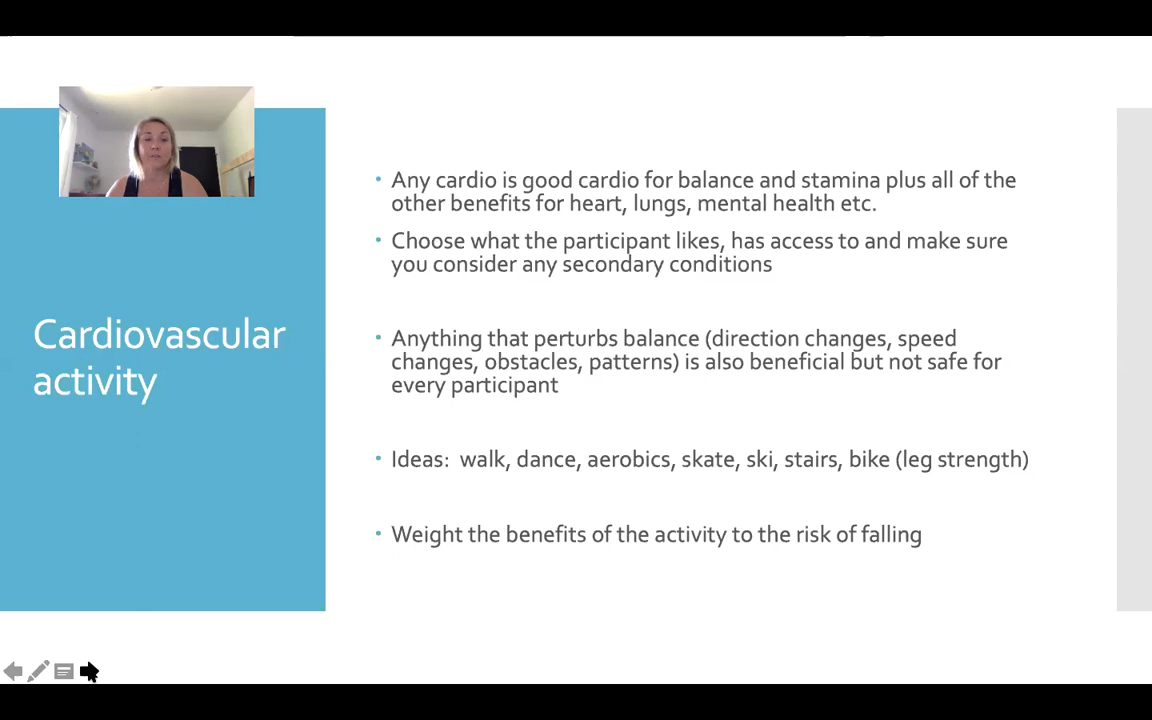 Cardiovascular
activity
Any cardio is good cardio for balance and stamina plus all of the
other benefits for heart, lungs, mental health etc.
Choose what the participant likes, has access to and make sure
you consider any secondary conditions
Anything that perturbs balance (direction changes, speed
changes, obstacles, patterns) is also beneficial but not safe for
every participant
Ideas:  walk, dance, aerobics, skate, ski, stairs, bike (leg strength)
Weight the benefits of the activity to the risk of falling